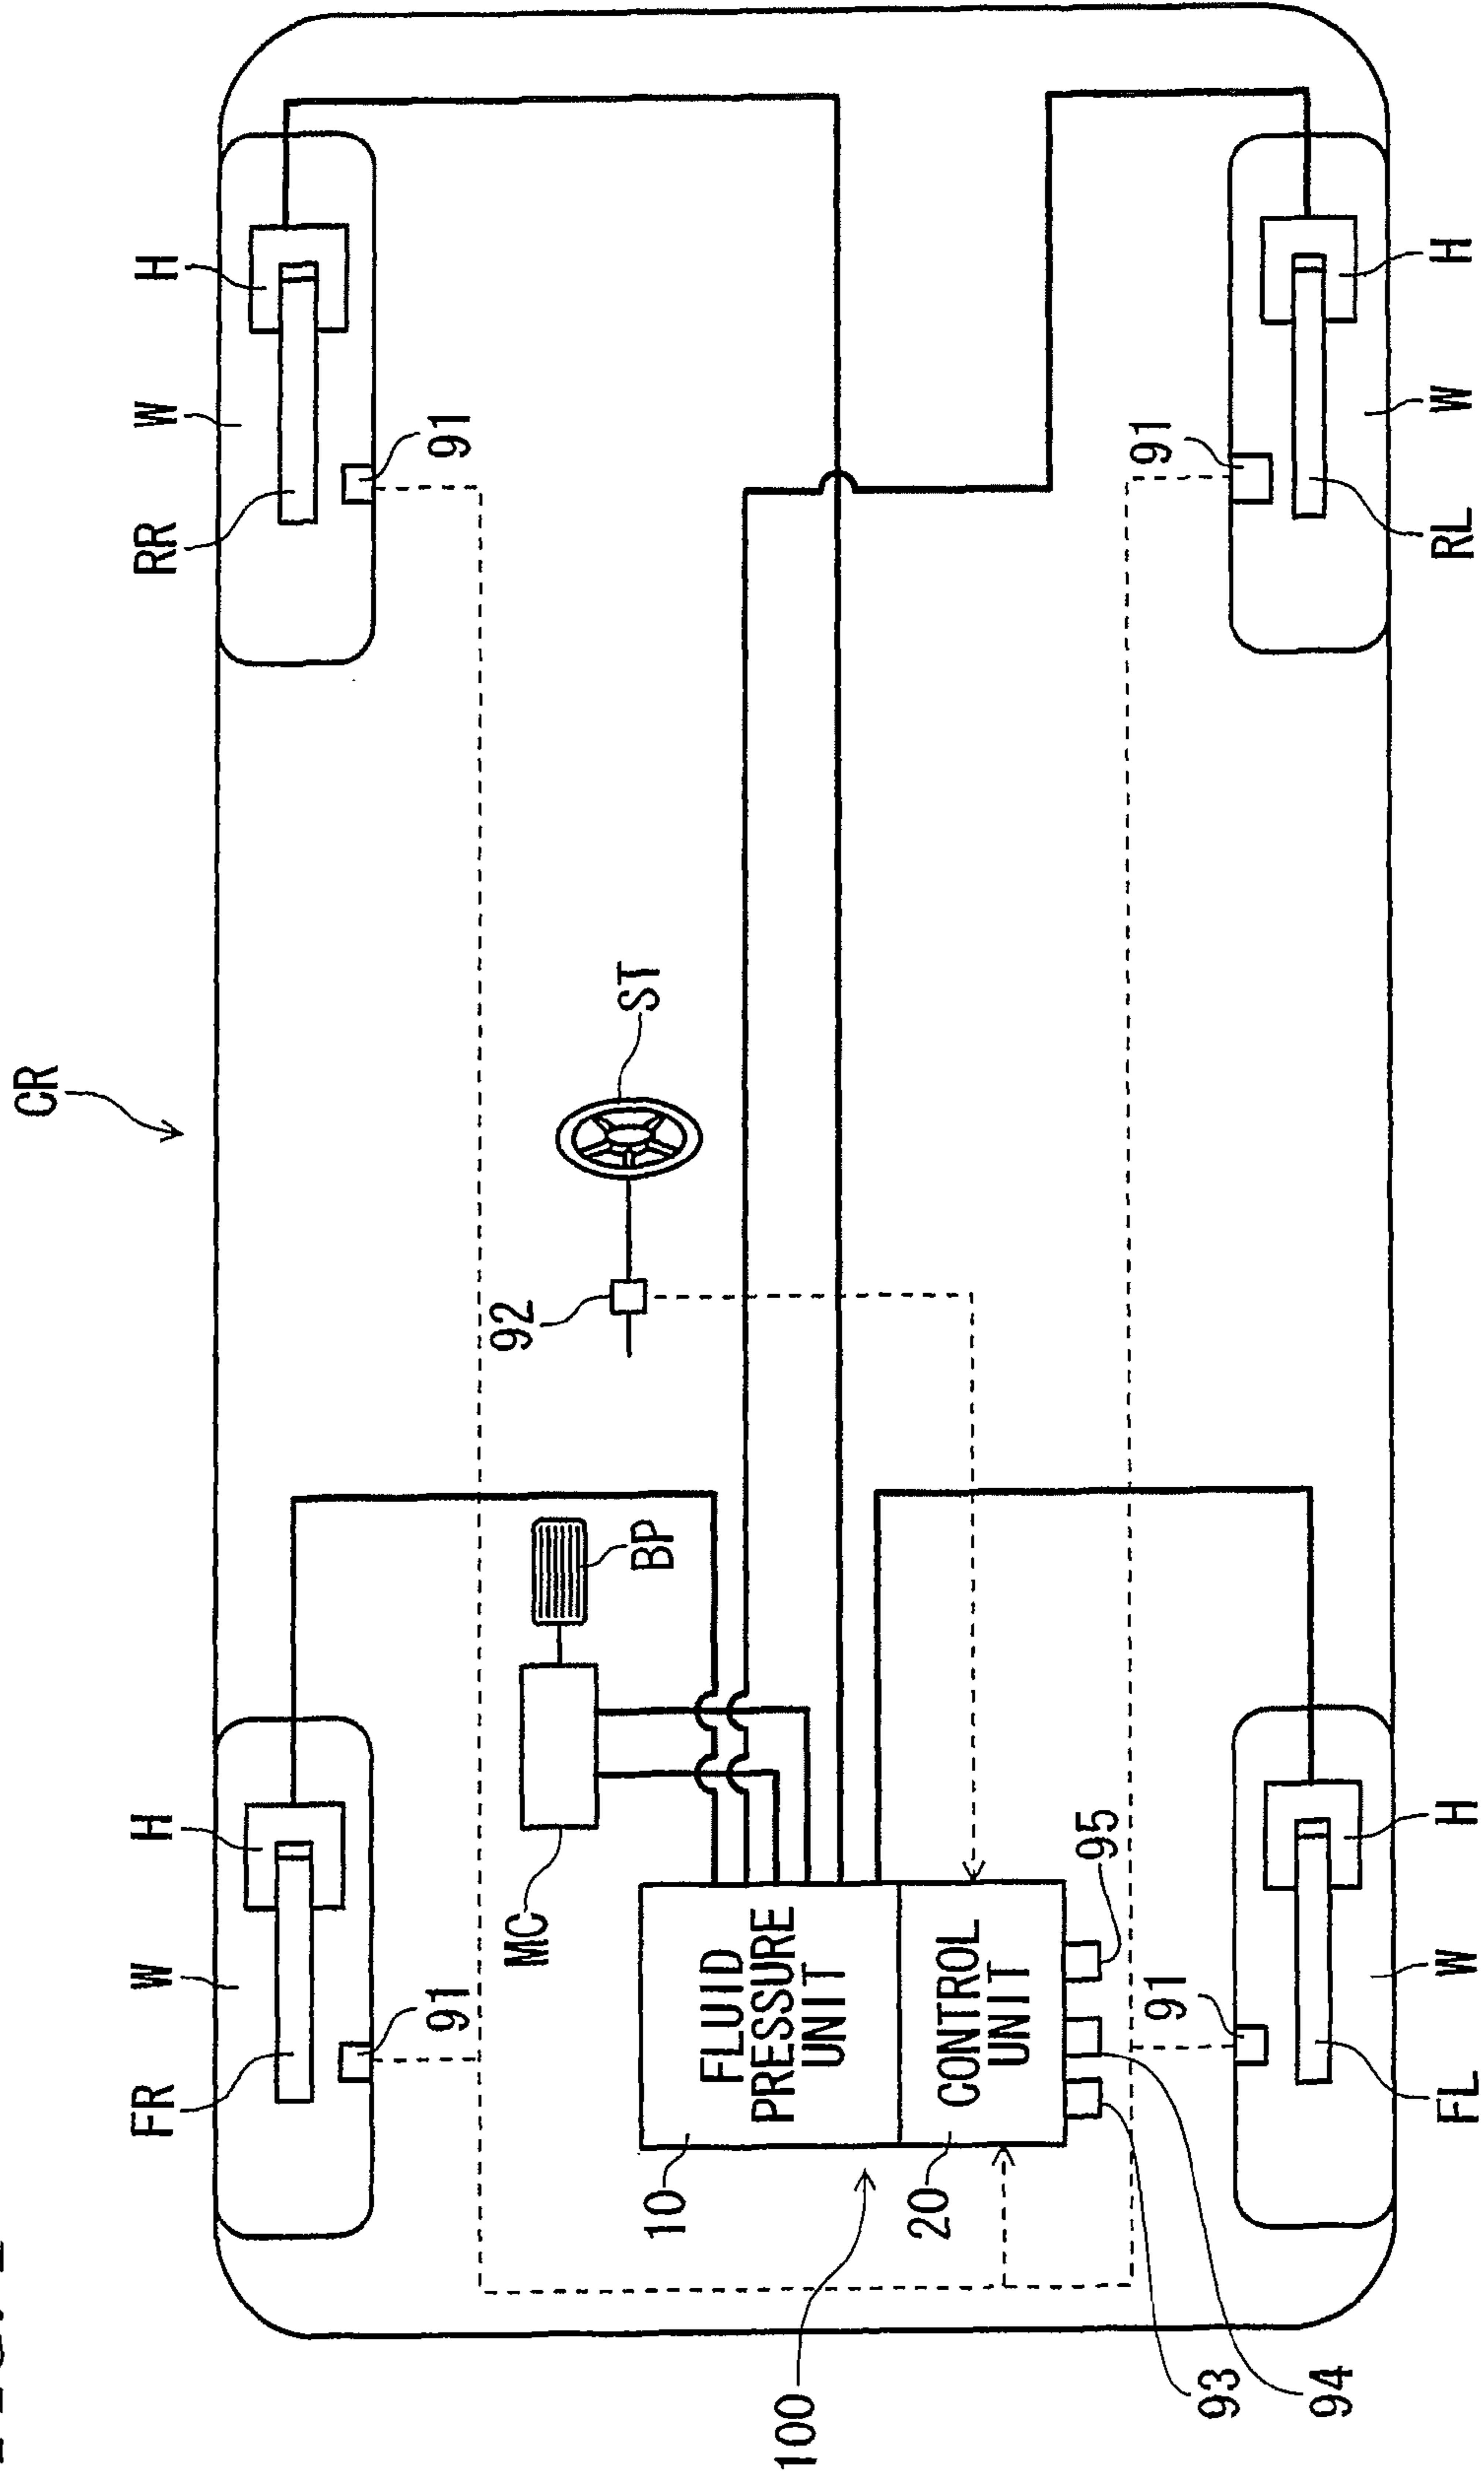 CR
H
W
RR
91
H
W
RL
91
ST
92
BP
MC
H
W
FR
91
H
W
FL
91
FLUID
PRESSURE
UNIT
CONTROL
UNIT
10
20
95
100
93
94